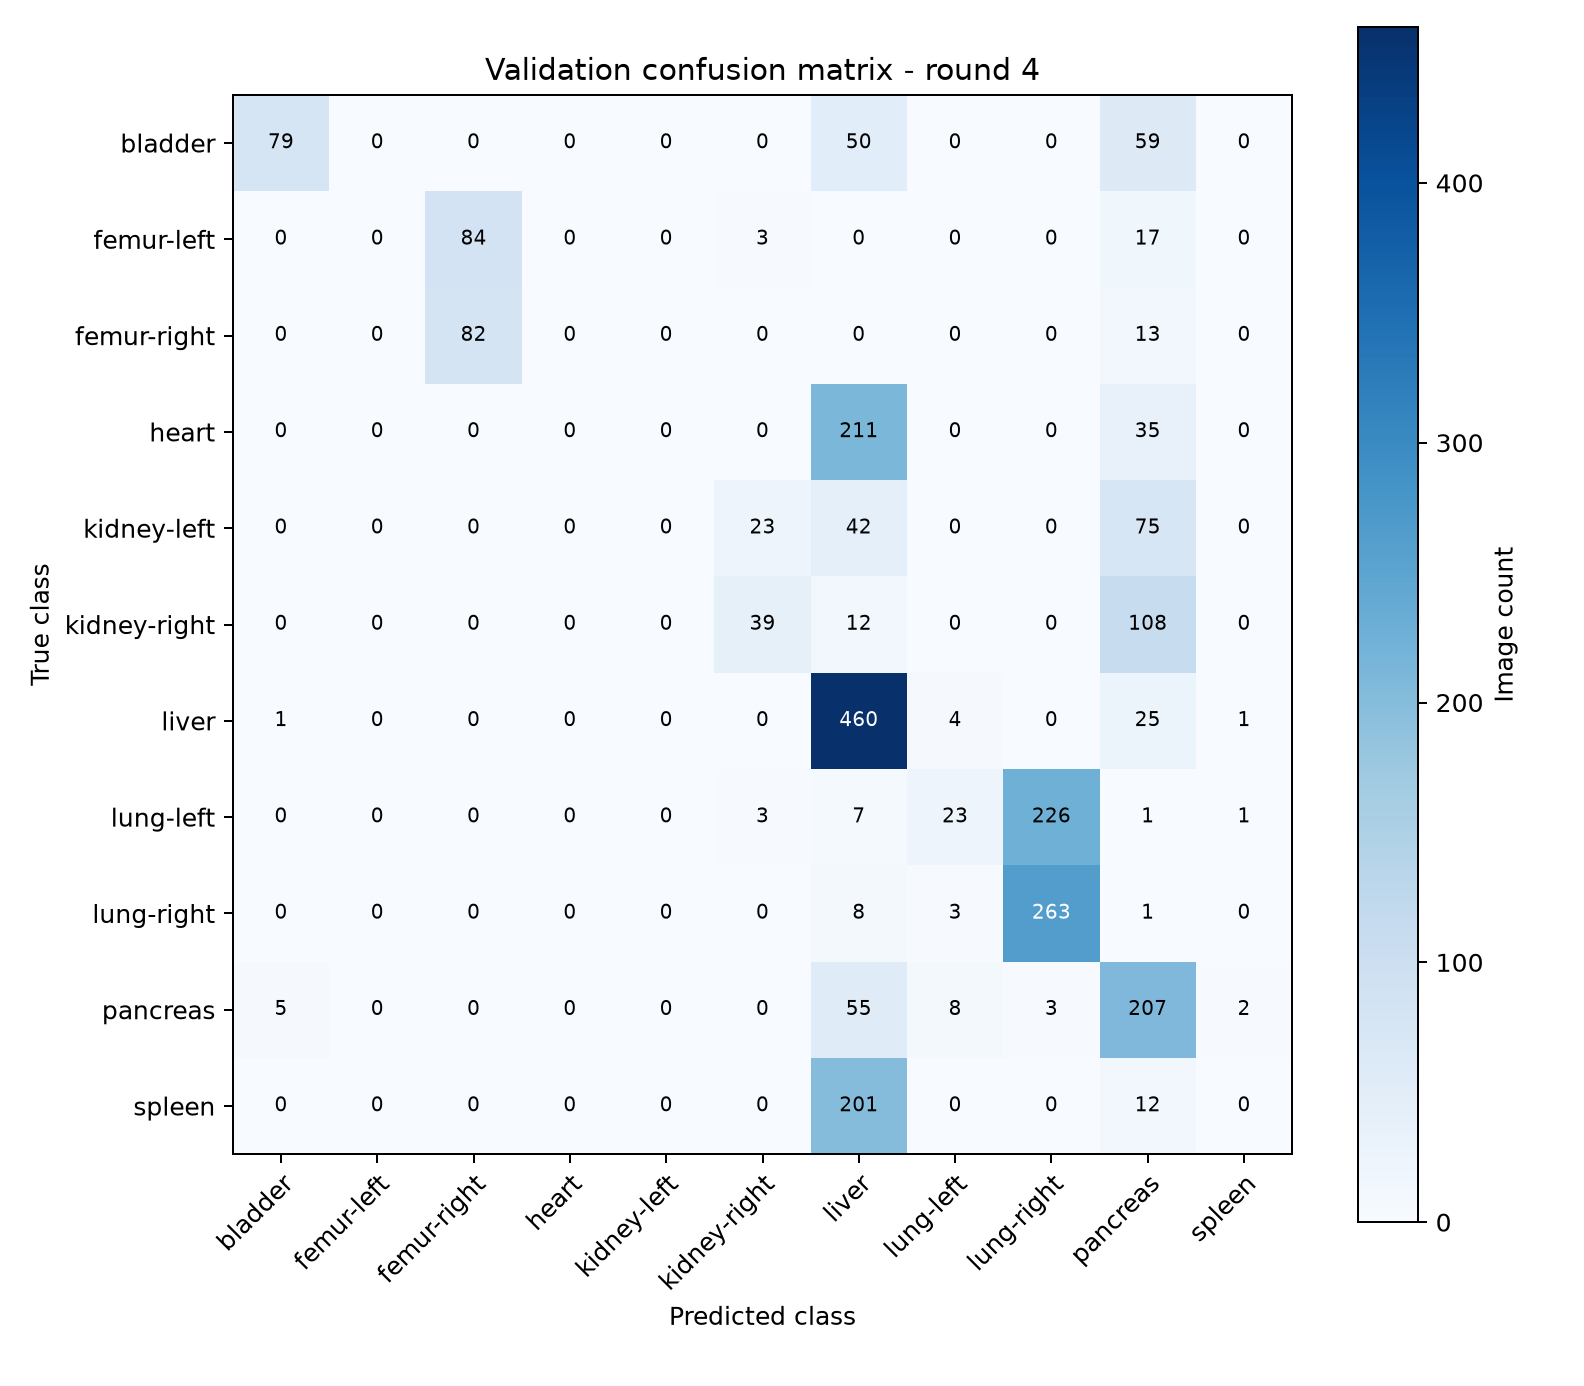 Validation confusion matrix - round 4
bladder 79 0 0 0 0 0 50 0 0 59 0
femur-left 0 0 84 0 0 3 0 0 0 17 0
femur-right 0 0 82 0 0 0 0 0 0 13 0
heart 0 0 0 0 0 0 211 0 0 35 0
kidney-left 0 0 0 0 0 23 42 0 0 75 0
kidney-right 0 0 0 0 0 39 12 0 0 108 0
liver 1 0 0 0 0 0 460 4 0 25 1
lung-left 0 0 0 0 0 3 7 23 226 1 1
lung-right 0 0 0 0 0 0 8 3 263 1 0
pancreas 5 0 0 0 0 0 55 8 3 207 2
spleen 0 0 0 0 0 0 201 0 0 12 0
bladder femur-left femur-right heart kidney-left kidney-right liver lung-left lung-right pancreas spleen
Predicted class
True class
400
300
200
100
0
Image count